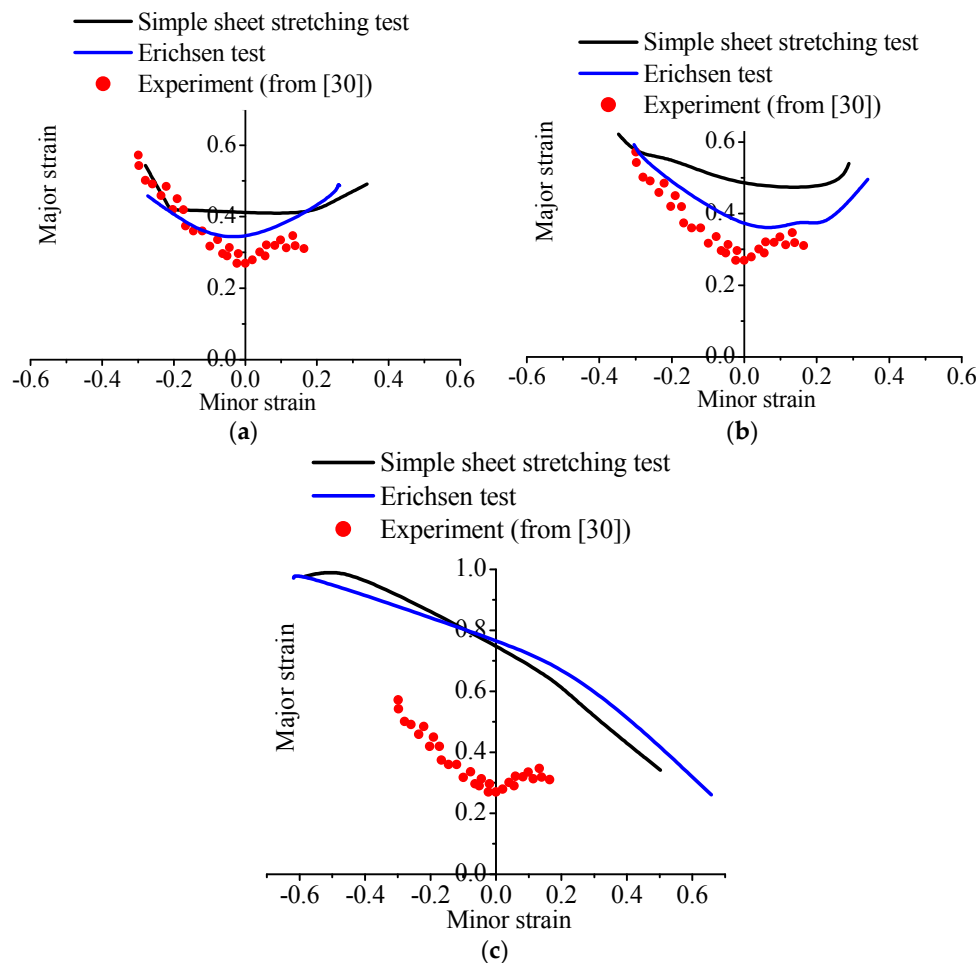 Simple sheet stretching test
Erichsen test
Experiment (from [30])
Major strain
0.6
0.4
0.2
0.0
-0.6 -0.4 -0.2 0.0 0.2 0.4 0.6
Minor strain
(a)
Simple sheet stretching test
Erichsen test
Experiment (from [30])
Major strain
0.6
0.4
0.2
0.0
-0.6 -0.4 -0.2 0.0 0.2 0.4 0.6
Minor strain
(b)
Simple sheet stretching test
Erichsen test
Experiment (from [30])
Major strain
1.0
0.8
0.6
0.4
0.2
0.0
-0.6 -0.4 -0.2 0.0 0.2 0.4 0.6
Minor strain
(c)